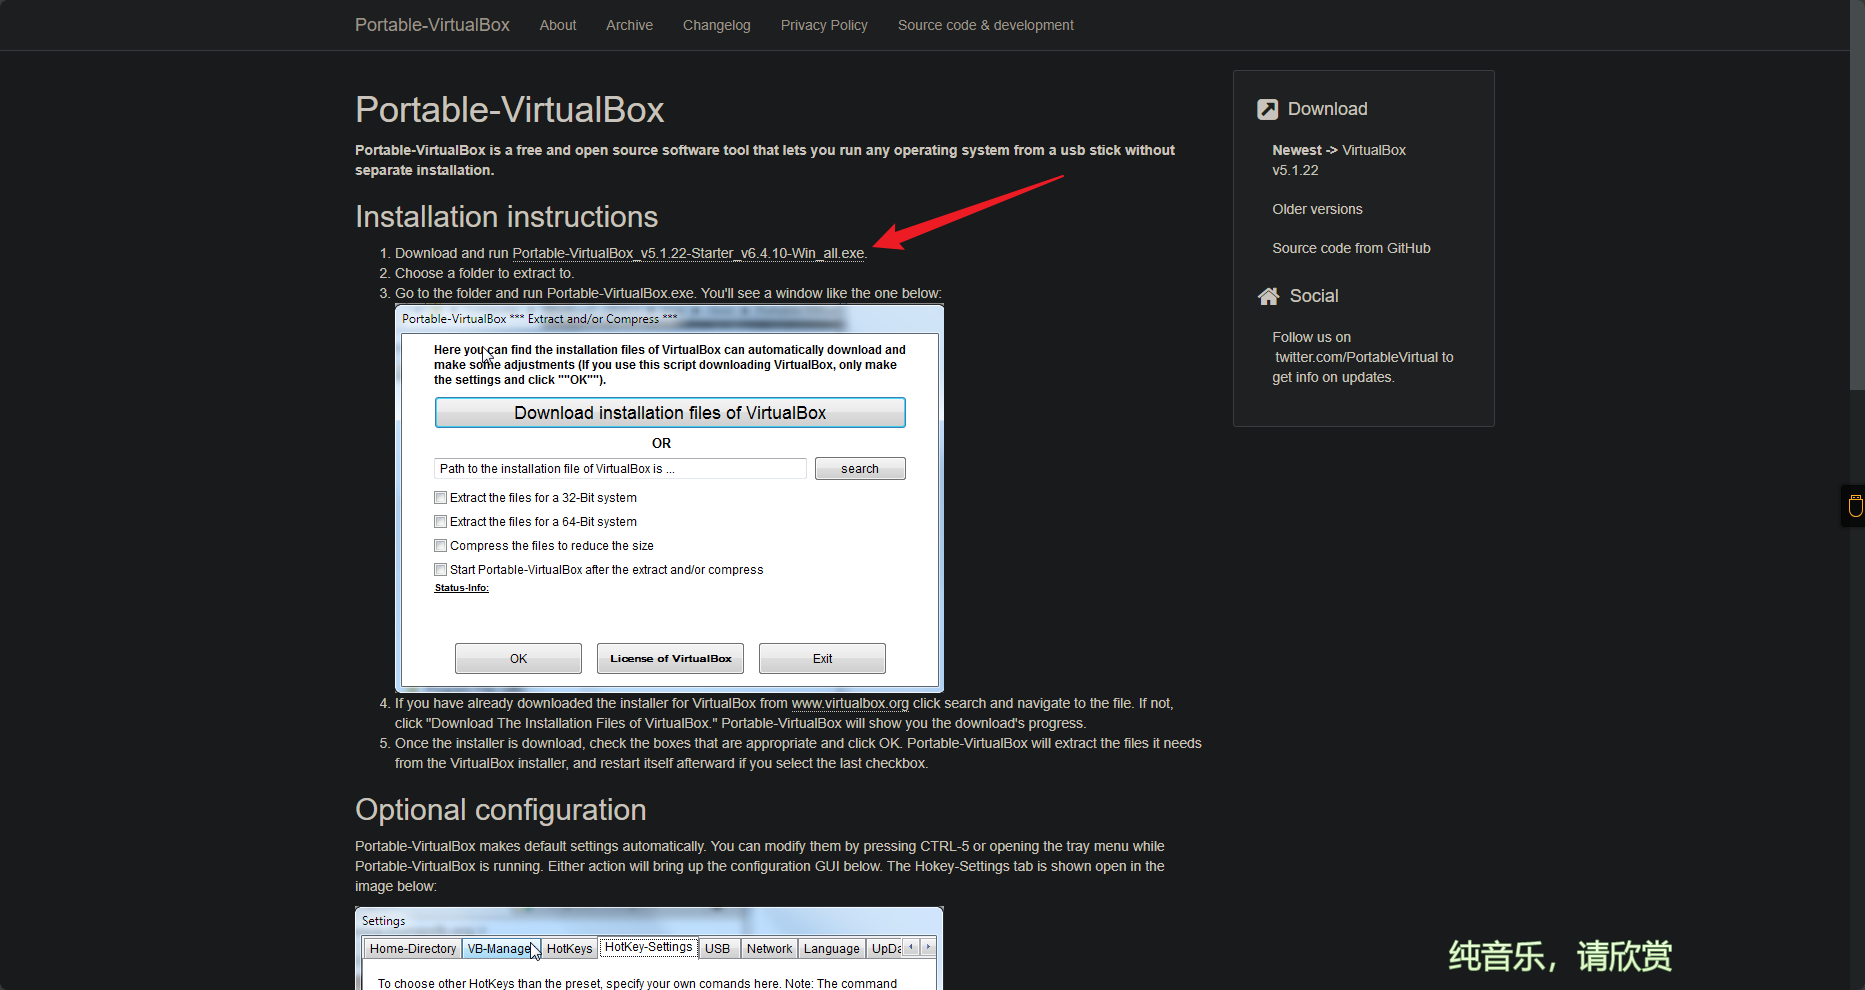 Portable-VirtualBox About Archive Changelog Privacy Policy Source code & development
Portable-VirtualBox
Portable-VirtualBox is a free and open source software tool that lets you run any operating system from a usb stick without
separate installation.
Installation instructions
1. Download and run Portable-VirtualBox_v5.1.22-Starter_v6.4.10-Win_all.exe.
2. Choose a folder to extract to.
3. Go to the folder and run Portable-VirtualBox.exe. You'll see a window like the one below:
Portable-VirtualBox *** Extract and/or Compress ***
Here you can find the installation files of VirtualBox can automatically download and
make some adjustments (If you use this script downloading VirtualBox, only make
the settings and click ""OK"").
Download installation files of VirtualBox
OR
Path to the installation file of VirtualBox is ... search
Extract the files for a 32-Bit system
Extract the files for a 64-Bit system
Compress the files to reduce the size
Start Portable-VirtualBox after the extract and/or compress
Status-Info:
OK License of VirtualBox Exit
4. If you have already downloaded the installer for VirtualBox from www.virtualbox.org click search and navigate to the file. If not,
click "Download The Installation Files of VirtualBox." Portable-VirtualBox will show you the download's progress.
5. Once the installer is download, check the boxes that are appropriate and click OK. Portable-VirtualBox will extract the files it needs
from the VirtualBox installer, and restart itself afterward if you select the last checkbox.
Optional configuration
Portable-VirtualBox makes default settings automatically. You can modify them by pressing CTRL-5 or opening the tray menu while
Portable-VirtualBox is running. Either action will bring up the configuration GUI below. The Hokey-Settings tab is shown open in the
image below:
Settings
Home-Directory VB-Manage HotKeys HotKey-Settings USB Network Language UpDa
To choose other HotKeys than the preset, specify your own comands here. Note: The command
Download
Newest -> VirtualBox
v5.1.22
Older versions
Source code from GitHub
Social
Follow us on
twitter.com/PortableVirtual to
get info on updates.
纯音乐，请欣赏